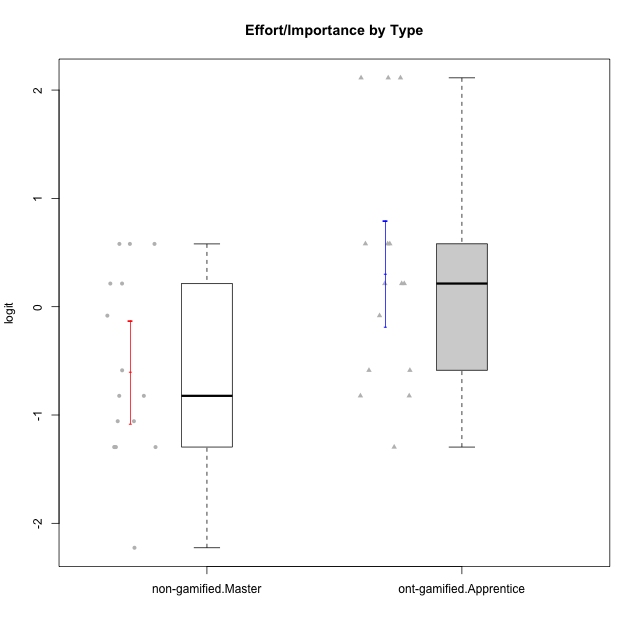 Effort/Importance by Type
2
1
0
-1
-2
logit
non-gamified.Master
ont-gamified.Apprentice